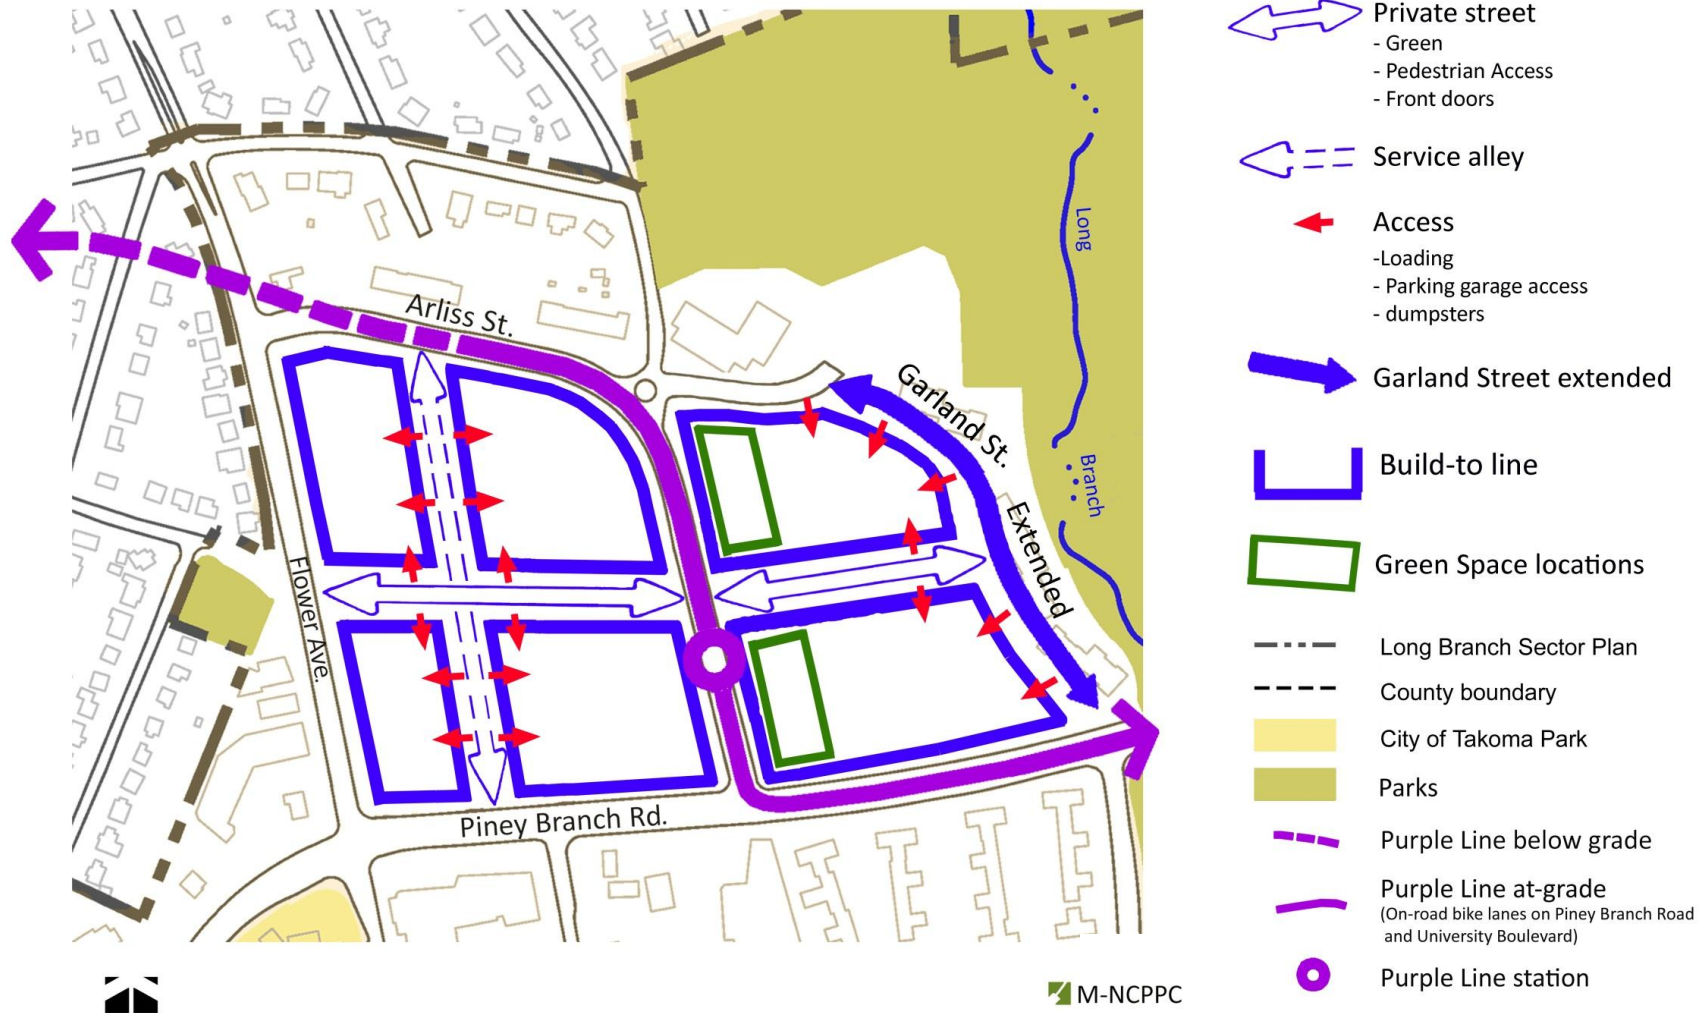 Arliss St.
Garland St.
Extended
Flower Ave.
Piney Branch Rd.
Long
Branch
M-NCPPC
Private street
- Green
- Pedestrian Access
- Front doors
Service alley
Access
-Loading
- Parking garage access
- dumpsters
Garland Street extended
Build-to line
Green Space locations
Long Branch Sector Plan
County boundary
City of Takoma Park
Parks
Purple Line below grade
Purple Line at-grade
(On-road bike lanes on Piney Branch Road
and University Boulevard)
Purple Line station